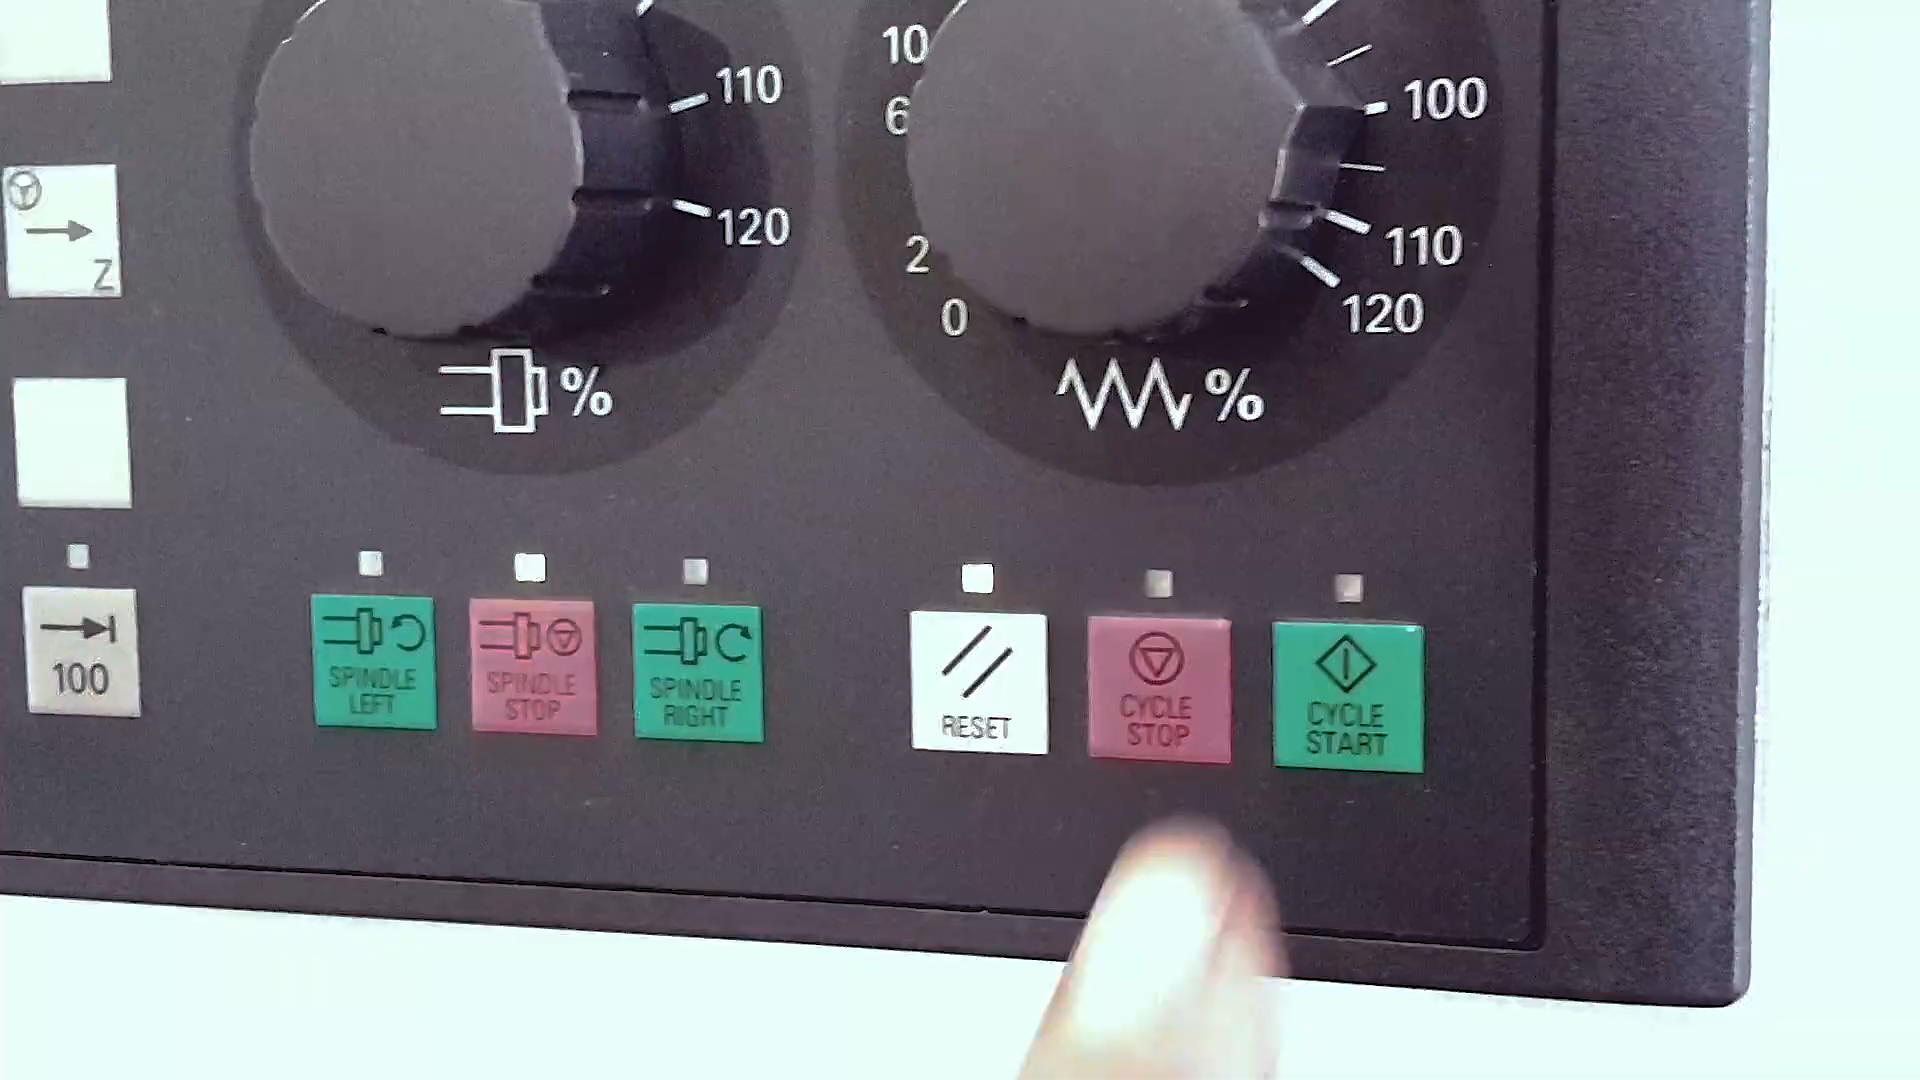 110
120
%
10
6
2
0
100
110
120
%
Z
100
SPINDLE
LEFT
SPINDLE
STOP
SPINDLE
RIGHT
RESET
CYCLE
STOP
CYCLE
START